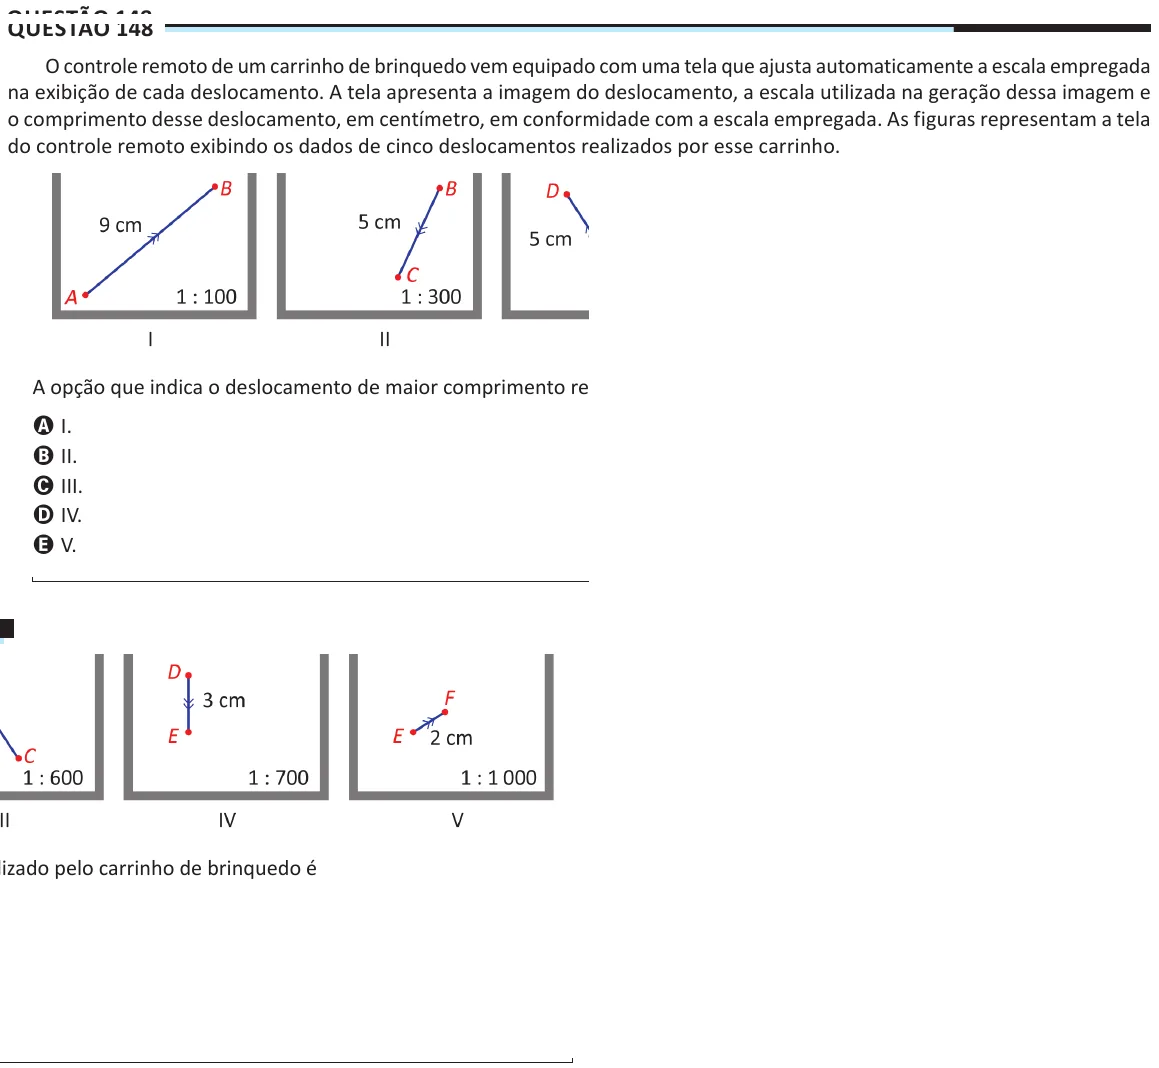 QUESTÃO 148
QUESTÃO 148
O controle remoto de um carrinho de brinquedo vem equipado com uma tela que ajusta automaticamente a escala empregada
na exibição de cada deslocamento. A tela apresenta a imagem do deslocamento, a escala utilizada na geração dessa imagem e
o comprimento desse deslocamento, em centímetro, em conformidade com a escala empregada. As figuras representam a tela
do controle remoto exibindo os dados de cinco deslocamentos realizados por esse carrinho.
B
9 cm
A
1 : 100
I
B
5 cm
C
1 : 300
II
D
5 cm
A opção que indica o deslocamento de maior comprimento re
A I.
B II.
C III.
D IV.
E V.
C
1 : 600
II
D
3 cm
E
1 : 700
IV
F
E
2 cm
1 : 1 000
V
lizado pelo carrinho de brinquedo é